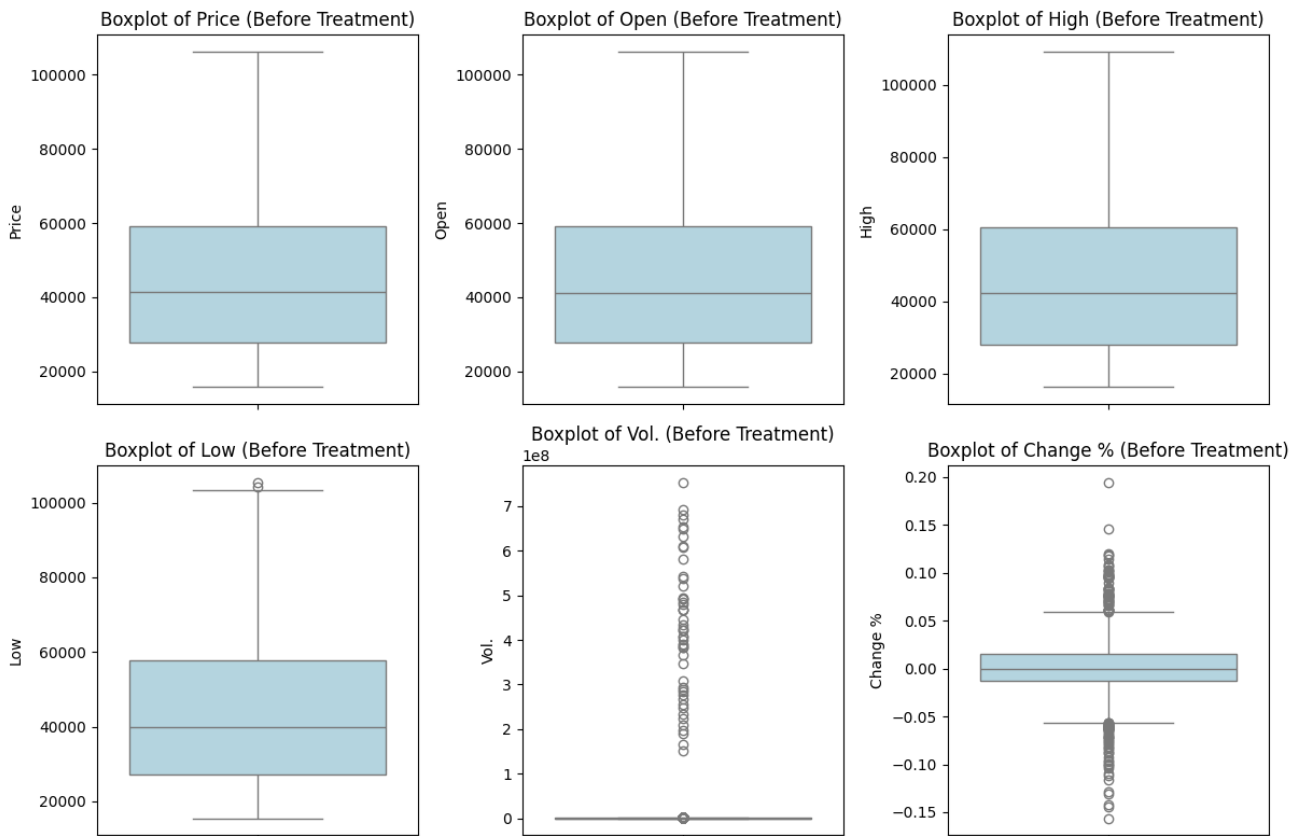 Boxplot of Price (Before Treatment)
100000
80000
60000
40000
20000
Price
Boxplot of Open (Before Treatment)
100000
80000
60000
40000
20000
Open
Boxplot of High (Before Treatment)
100000
80000
60000
40000
20000
High
Boxplot of Low (Before Treatment)
100000
80000
60000
40000
20000
Low
Boxplot of Vol. (Before Treatment)
1e8
7
6
5
4
3
2
1
0
Vol.
Boxplot of Change % (Before Treatment)
0.20
0.15
0.10
0.05
0.00
−0.05
−0.10
−0.15
Change %